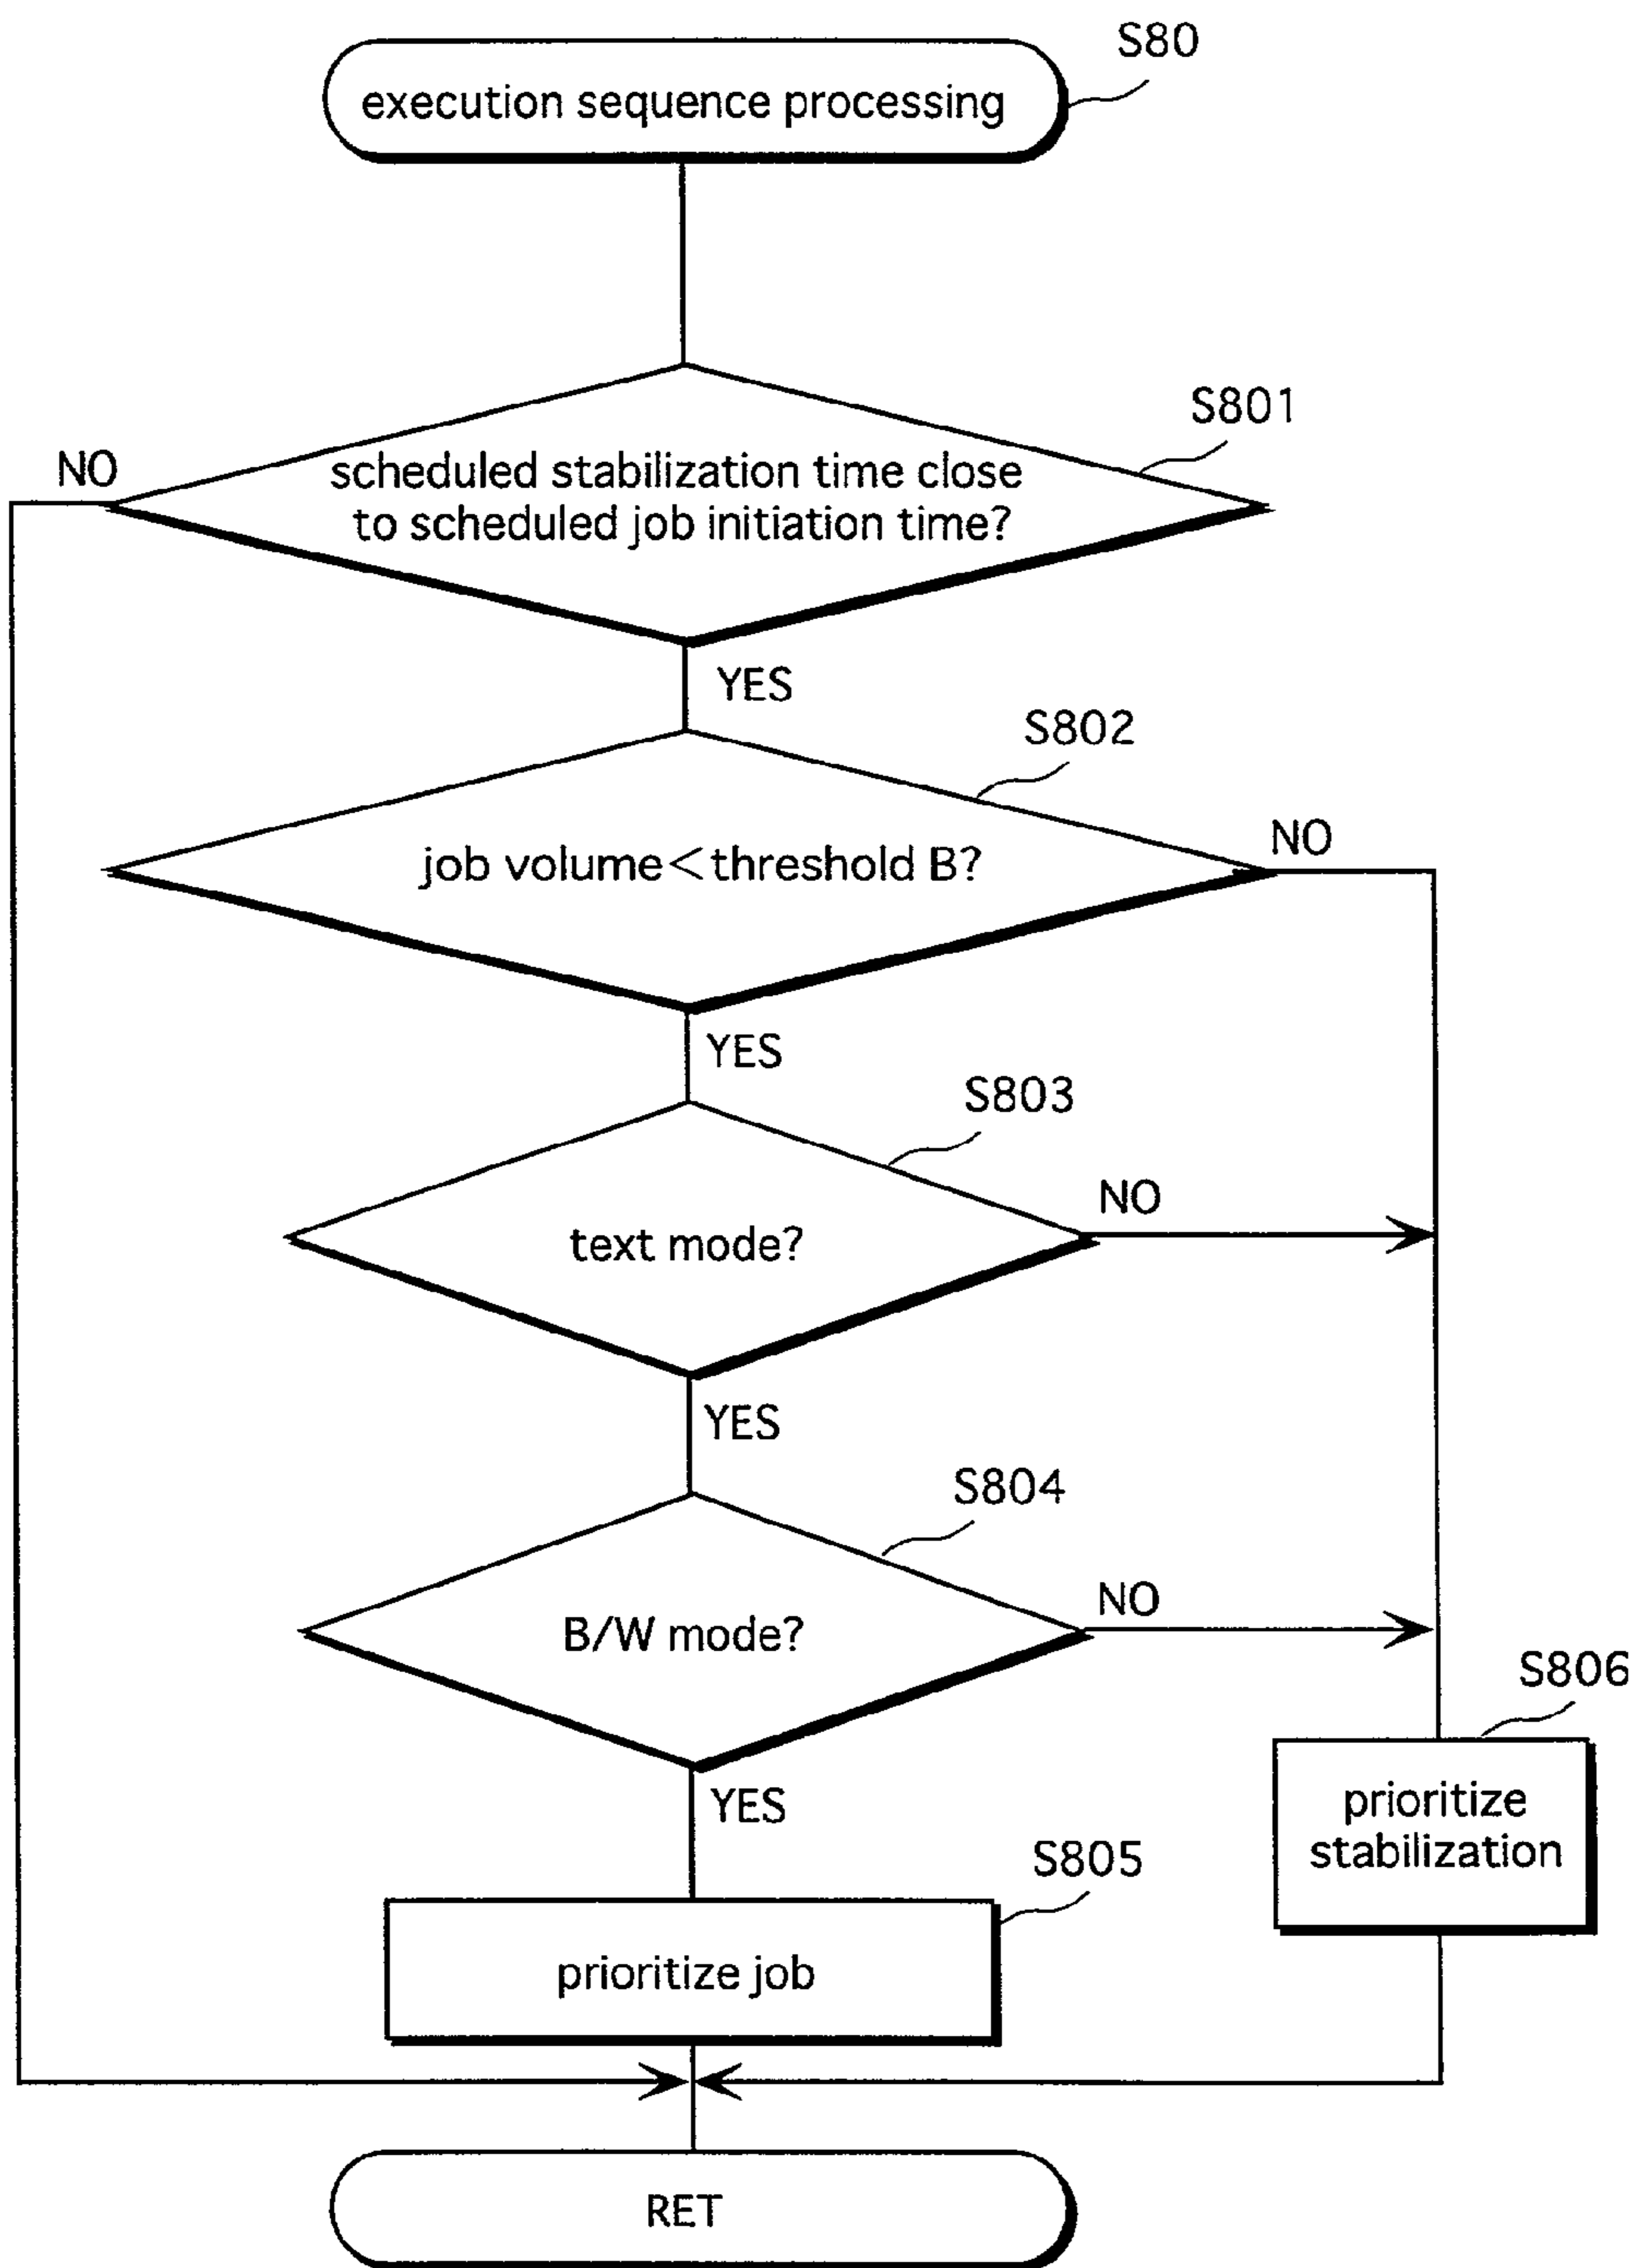 S80
execution sequence processing
S801
NO
scheduled stabilization time close
to scheduled job initiation time?
YES
S802
NO
job volume<threshold B?
YES
S803
NO
text mode?
YES
S804
NO
B/W mode?
S806
YES
prioritize
stabilization
S805
prioritize job
RET